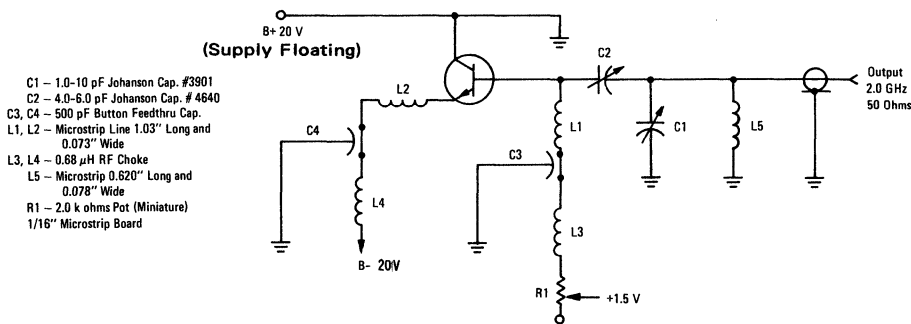 B+ 20 V
(Supply Floating)
C1 – 1.0-10 pF Johanson Cap. #3901
C2 – 4.0-6.0 pF Johanson Cap. # 4640
C3, C4 – 500 pF Button Feedthru Cap.
L1, L2 – Microstrip Line 1.03" Long and
0.073" Wide
L3, L4 – 0.68 μH RF Choke
L5 – Microstrip 0.620" Long and
0.078" Wide
R1 – 2.0 k ohms Pot (Miniature)
1/16" Microstrip Board
C2
Output
2.0 GHz
50 Ohms
L2
L1
C1
L5
C4
C3
L4
L3
B- 20V
R1
+1.5 V